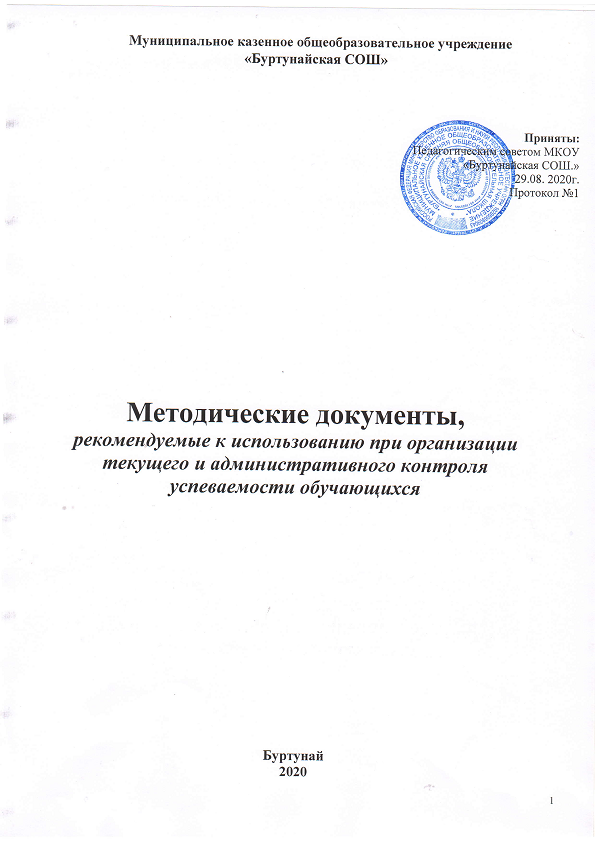 Муниципальное казенное общеобразовательное учреждение
«Буртунайская СОШ»
Приняты:
Педагогическим советом МКОУ
«Буртунайская СОШ.»
29.08. 2020г.
Протокол №1
Методические документы,
рекомендуемые к использованию при организации
текущего и административного контроля
успеваемости обучающихся
Буртунай
2020
1